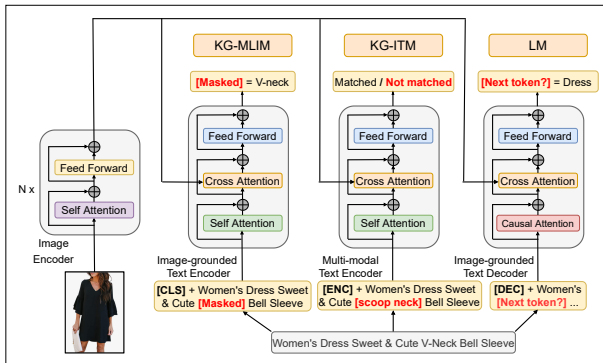 KG-MLIM
KG-ITM
LM
[Masked] = V-neck
Matched / Not matched
[Next token?] = Dress
Feed Forward
Feed Forward
Feed Forward
Feed Forward
N x
Cross Attention
Cross Attention
Cross Attention
Self Attention
Self Attention
Self Attention
Causal Attention
Image
Encoder
Image-grounded
Text Encoder
Multi-modal
Text Encoder
Image-grounded
Text Decoder
[CLS] + Women's Dress Sweet
& Cute [Masked] Bell Sleeve
[ENC] + Women's Dress Sweet
& Cute [scoop neck] Bell Sleeve
[DEC] + Women's
[Next token?] ...
Women's Dress Sweet & Cute V-Neck Bell Sleeve